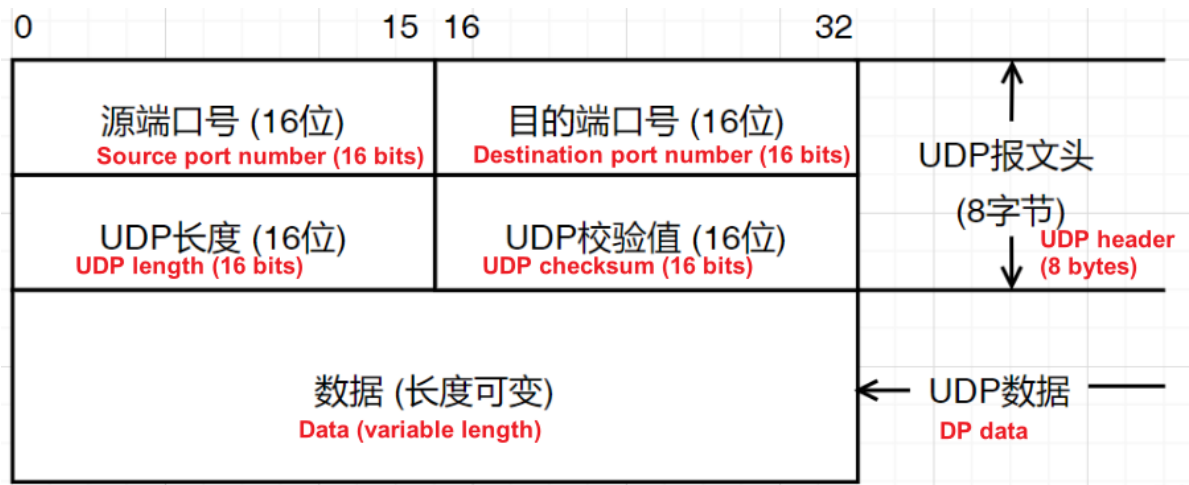 0
15
16
32
源端口号 (16位)
Source port number (16 bits)
目的端口号 (16位)
Destination port number (16 bits)
UDP报文头
(8字节)
UDP header
(8 bytes)
UDP长度 (16位)
UDP length (16 bits)
UDP校验值 (16位)
UDP checksum (16 bits)
数据 (长度可变)
Data (variable length)
UDP数据
DP data